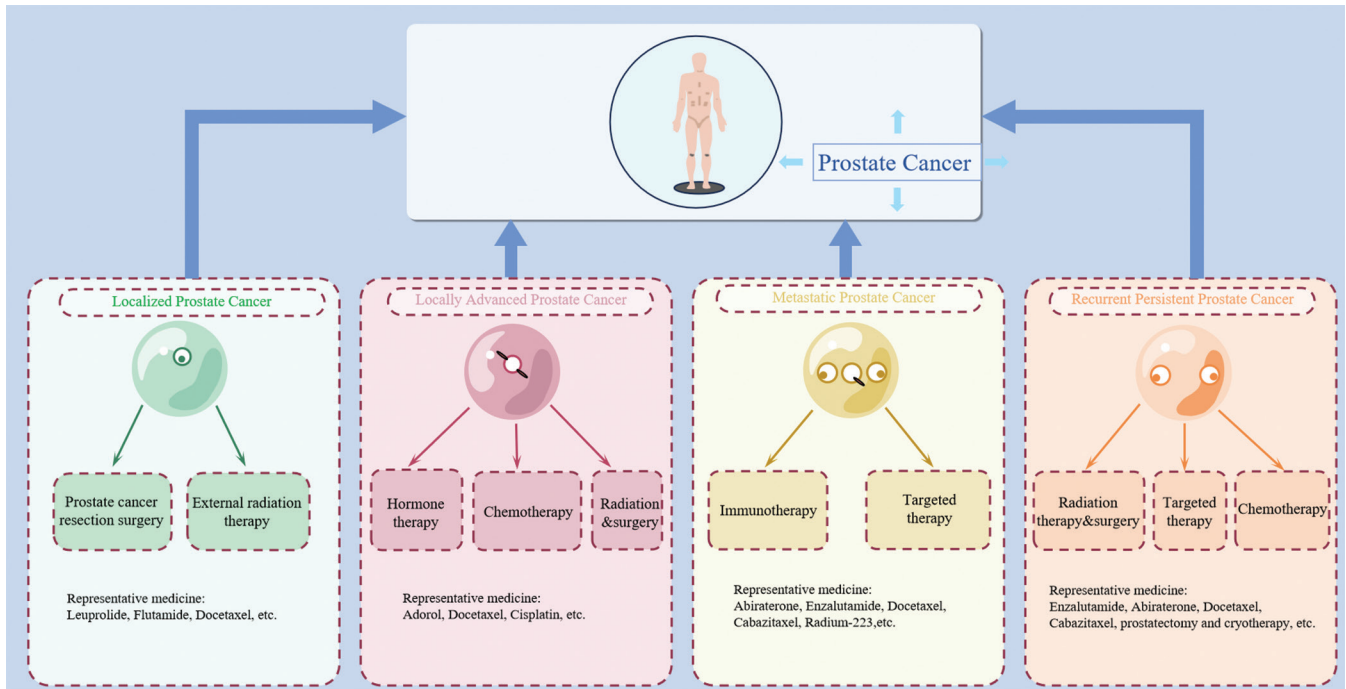 Prostate Cancer
Localized Prostate Cancer
Prostate cancer
resection surgery
External radiation
therapy
Representative medicine:
Leuprolide, Flutamide, Docetaxel, etc.
Locally Advanced Prostate Cancer
Hormone
therapy
Chemotherapy
Radiation
&surgery
Representative medicine:
Adorol, Docetaxel, Cisplatin, etc.
Metastatic Prostate Cancer
Immunotherapy
Targeted
therapy
Representative medicine:
Abiraterone, Enzalutamide, Docetaxel,
Cabazitaxel, Radium-223,etc.
Recurrent Persistent Prostate Cancer
Radiation
therapy&surgery
Targeted
therapy
Chemotherapy
Representative medicine:
Enzalutamide, Abiraterone, Docetaxel,
Cabazitaxel, prostatectomy and cryotherapy, etc.